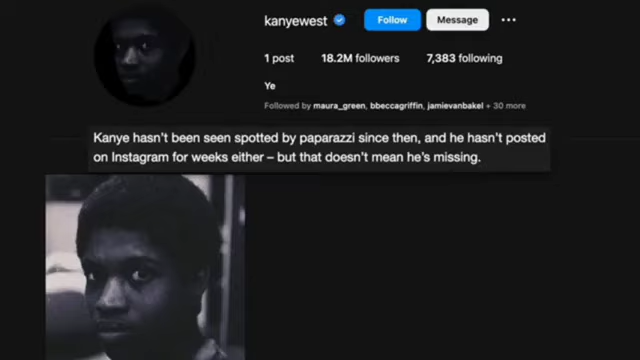 kanyewest
Follow
Message
1 post
18.2M followers
7,383 following
Ye
Followed by maura_green, bbeccagriffin, jamievanbakel + 30 more
Kanye hasn't been seen spotted by paparazzi since then, and he hasn't posted
on Instagram for weeks either – but that doesn't mean he's missing.